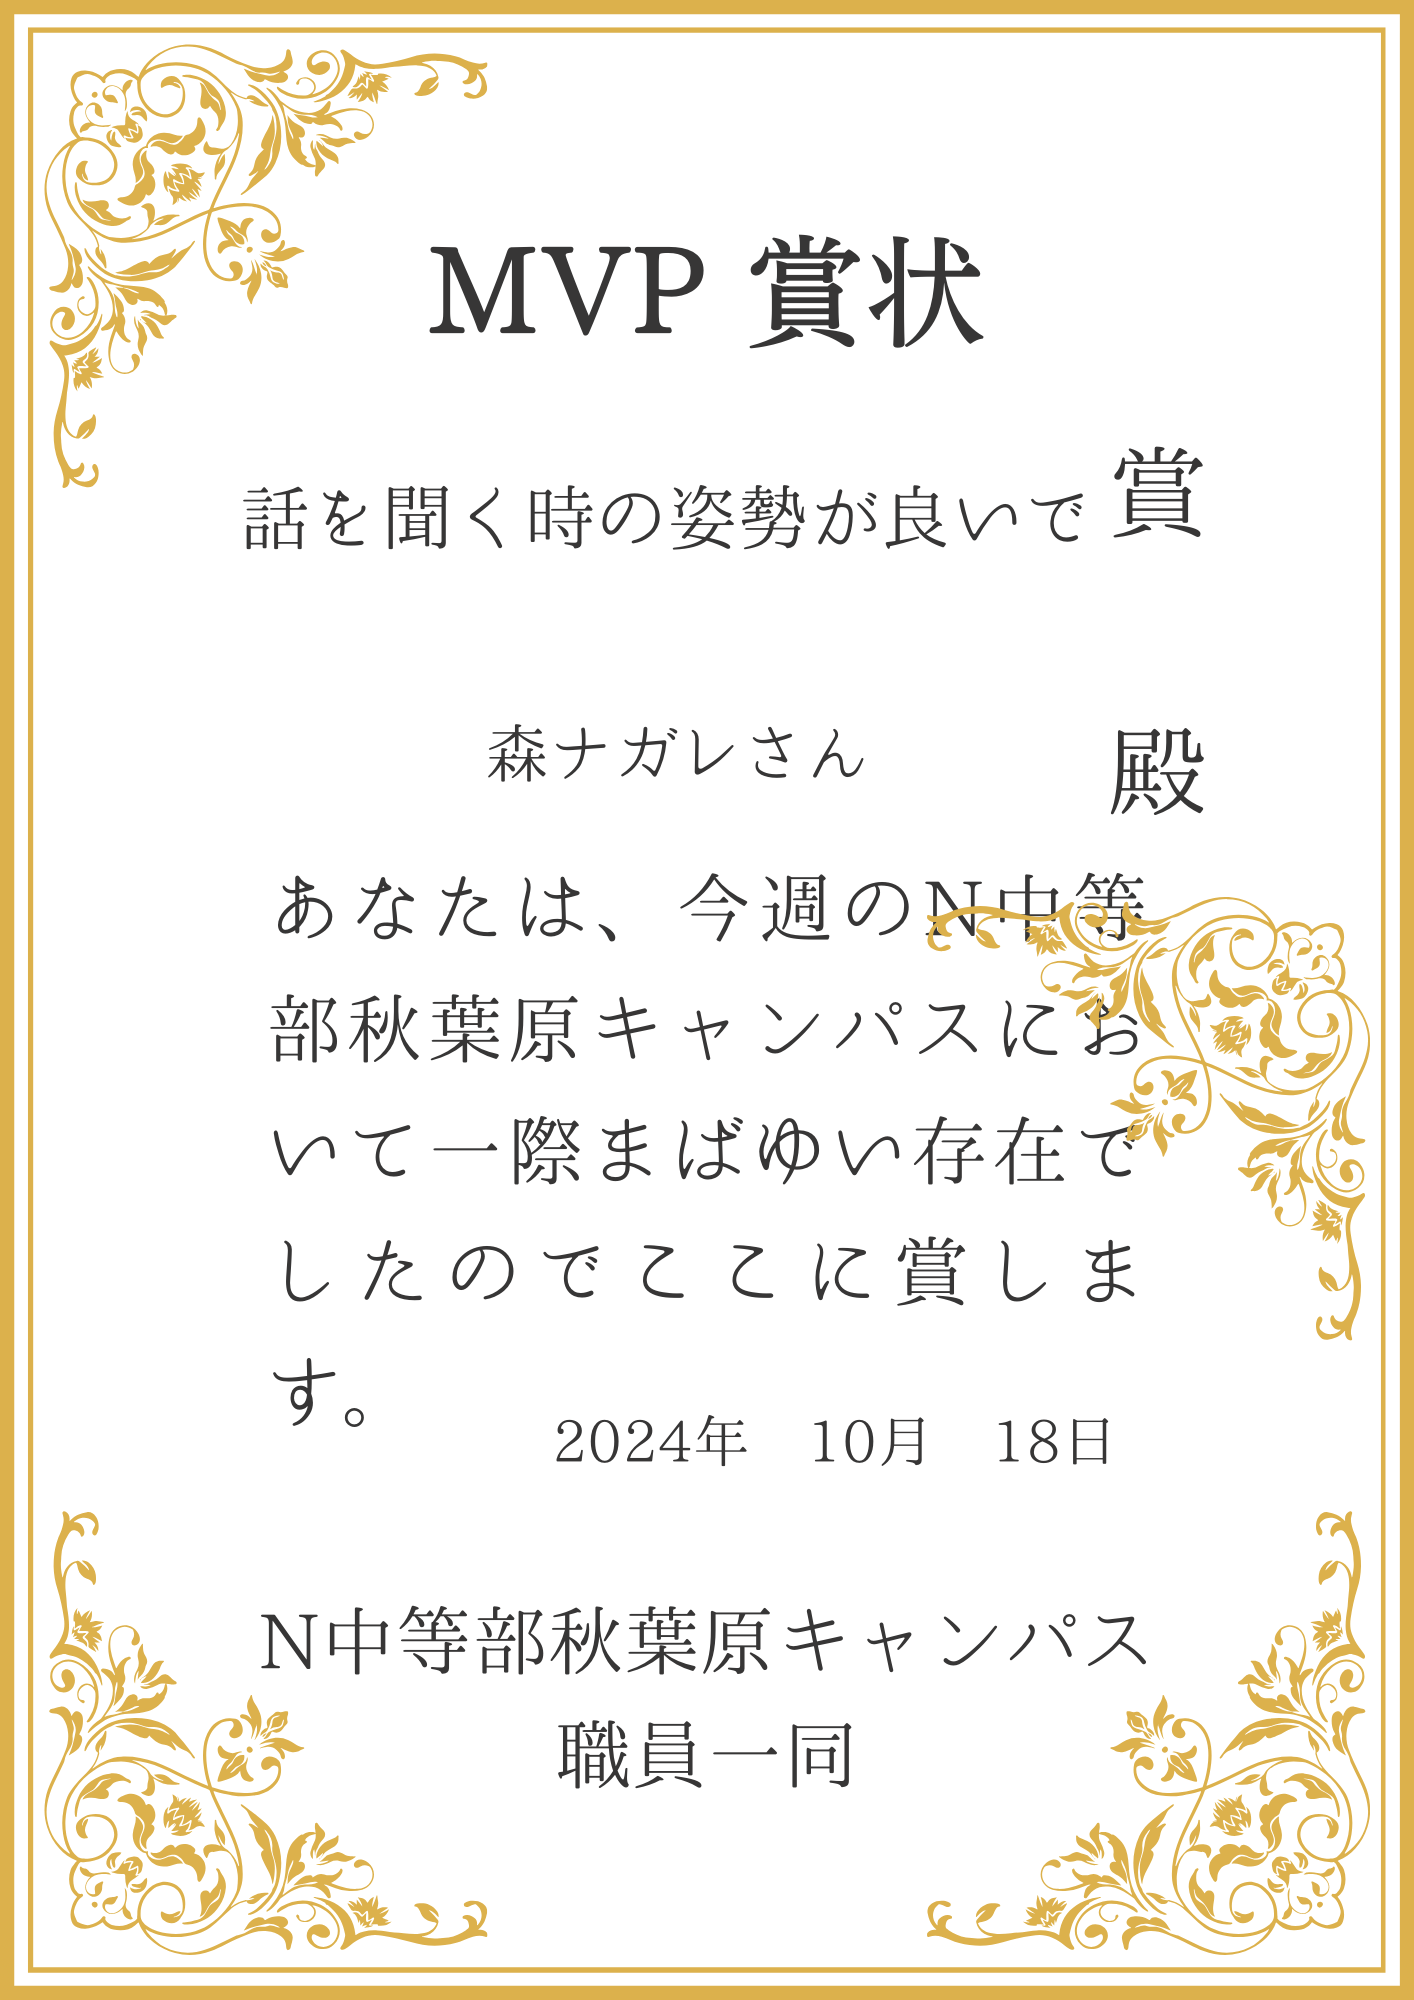 MVP 賞状
話を聞く時の姿勢が良いで 賞
森ナガレさん 殿
あなたは、今週のN中等
部秋葉原キャンパスにお
いて一際まばゆい存在で
したのでここに賞しま
す。
2024年　10月　18日
N中等部秋葉原キャンパス
職員一同